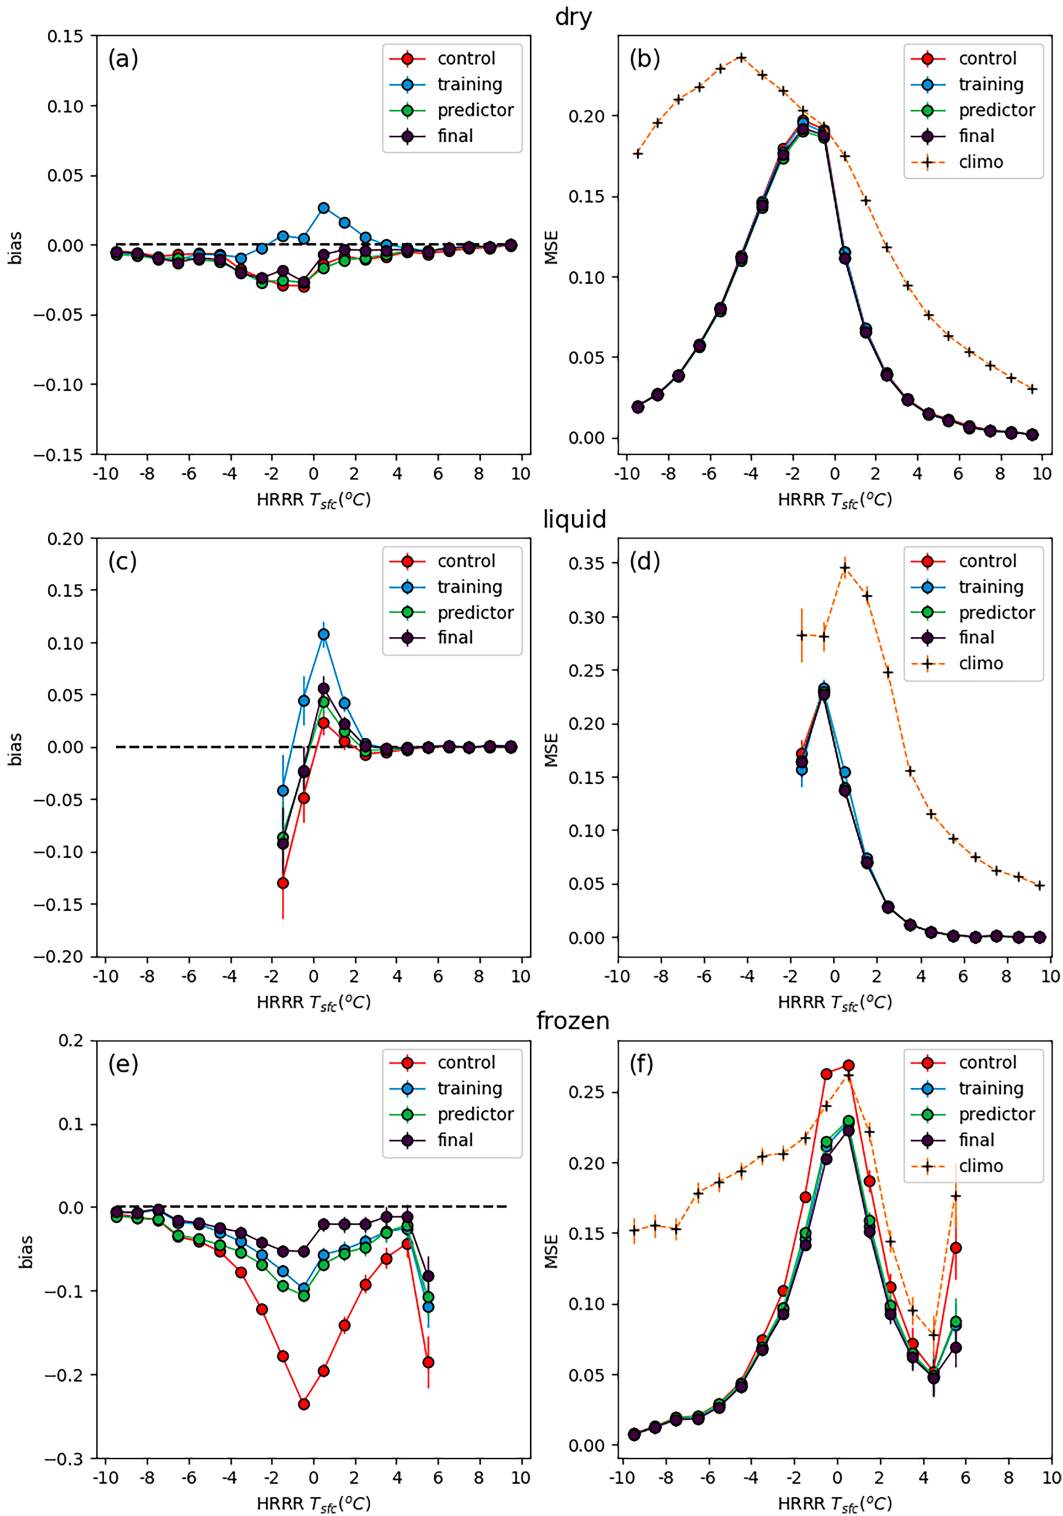 dry
(a)
control
training
predictor
final
0.15
0.10
0.05
0.00
−0.05
−0.10
−0.15
bias
-10 -8 -6 -4 -2 0 2 4 6 8 10
HRRR T_sfc(°C)
(b)
control
training
predictor
final
climo
0.20
0.15
0.10
0.05
0.00
MSE
-10 -8 -6 -4 -2 0 2 4 6 8 10
HRRR T_sfc(°C)
liquid
(c)
control
training
predictor
final
0.20
0.15
0.10
0.05
0.00
−0.05
−0.10
−0.15
−0.20
bias
-10 -8 -6 -4 -2 0 2 4 6 8 10
HRRR T_sfc(°C)
(d)
control
training
predictor
final
climo
0.35
0.30
0.25
0.20
0.15
0.10
0.05
0.00
MSE
-10 -8 -6 -4 -2 0 2 4 6 8 10
HRRR T_sfc(°C)
frozen
(e)
control
training
predictor
final
0.2
0.1
0.0
−0.1
−0.2
−0.3
bias
-10 -8 -6 -4 -2 0 2 4 6 8 10
HRRR T_sfc(°C)
(f)
control
training
predictor
final
climo
0.25
0.20
0.15
0.10
0.05
0.00
MSE
-10 -8 -6 -4 -2 0 2 4 6 8 10
HRRR T_sfc(°C)